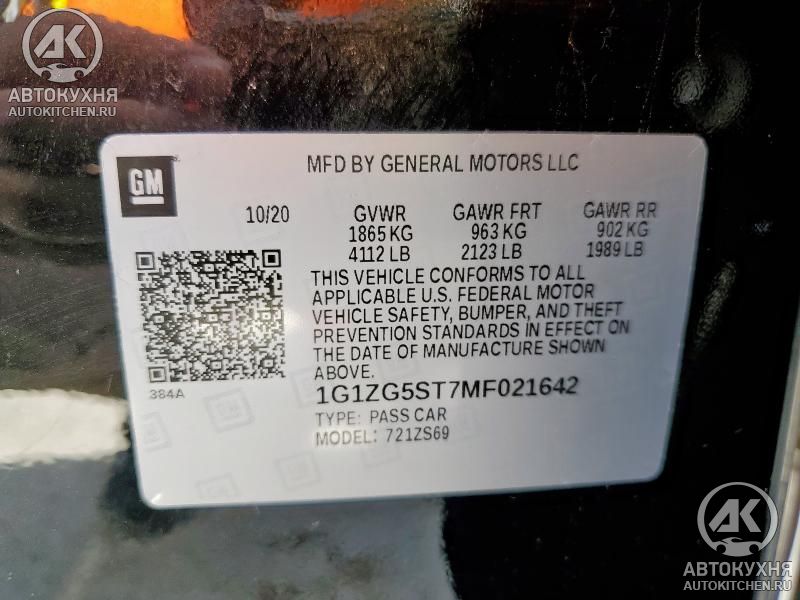 АК
АВТОКУХНЯ
AUTOKITCHEN.RU
GM
MFD BY GENERAL MOTORS LLC
10/20 GVWR GAWR FRT GAWR RR
1865 KG 963 KG 902 KG
4112 LB 2123 LB 1989 LB
THIS VEHICLE CONFORMS TO ALL
APPLICABLE U.S. FEDERAL MOTOR
VEHICLE SAFETY, BUMPER, AND THEFT
PREVENTION STANDARDS IN EFFECT ON
THE DATE OF MANUFACTURE SHOWN
ABOVE.
384A
1G1ZG5ST7MF021642
TYPE: PASS CAR
MODEL: 721ZS69
АК
АВТОКУХНЯ
AUTOKITCHEN.RU